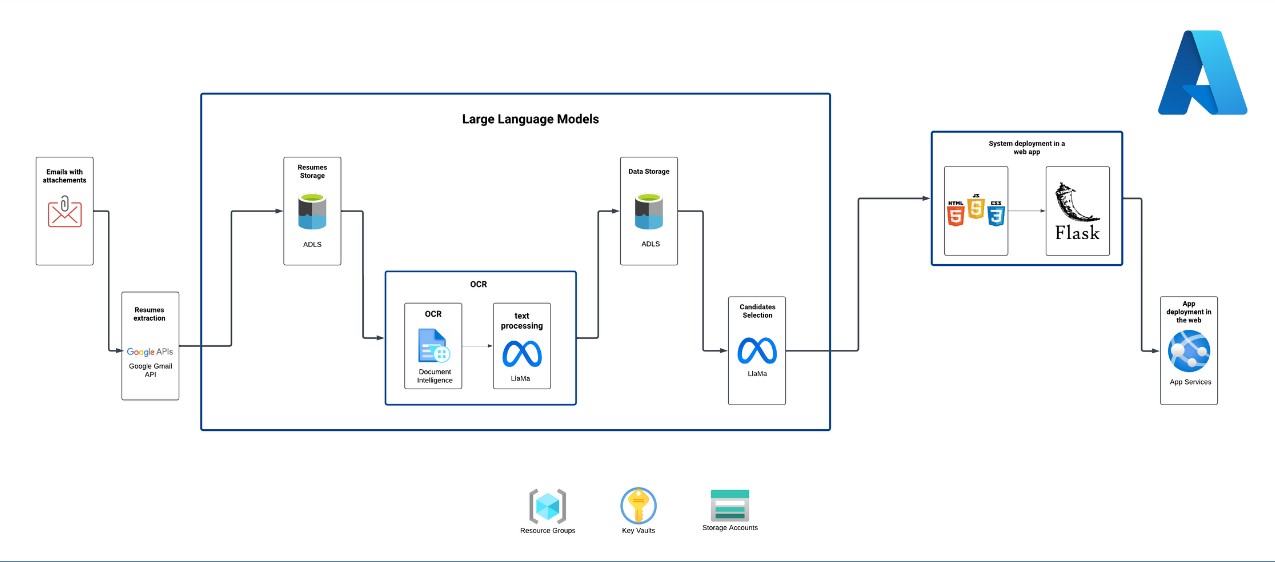 Large Language Models
Emails with
attachements
Resumes
extraction
Google APIs
Google Gmail
API
Resumes
Storage
ADLS
OCR
OCR
Document
Intelligence
text
processing
LlaMa
Data Storage
ADLS
Candidates
Selection
LlaMa
System deployment in a
web app
HTML
5
JS
5
CSS
3
Flask
App
deployment in
the web
App Services
Resource Groups
Key Vaults
Storage Accounts